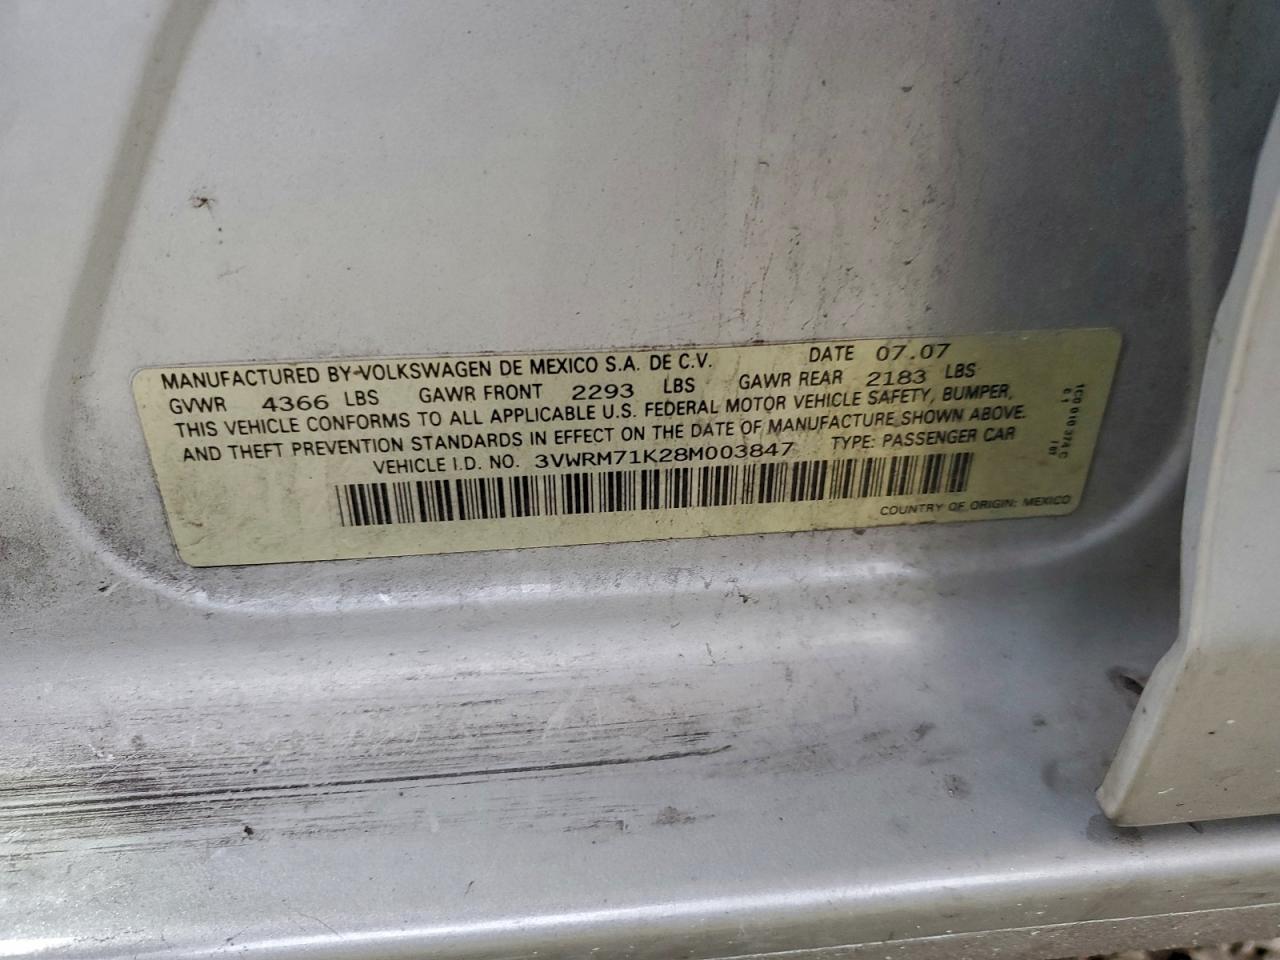 MANUFACTURED BY-VOLKSWAGEN DE MEXICO S.A. DE C.V. DATE 07.07
GVWR 4366 LBS GAWR FRONT 2293 LBS GAWR REAR 2183 LBS
THIS VEHICLE CONFORMS TO ALL APPLICABLE U.S. FEDERAL MOTOR VEHICLE SAFETY, BUMPER,
AND THEFT PREVENTION STANDARDS IN EFFECT ON THE DATE OF MANUFACTURE SHOWN ABOVE.
VEHICLE I.D. NO. 3VWRM71K28M003847 TYPE: PASSENGER CAR
COUNTRY OF ORIGIN: MEXICO